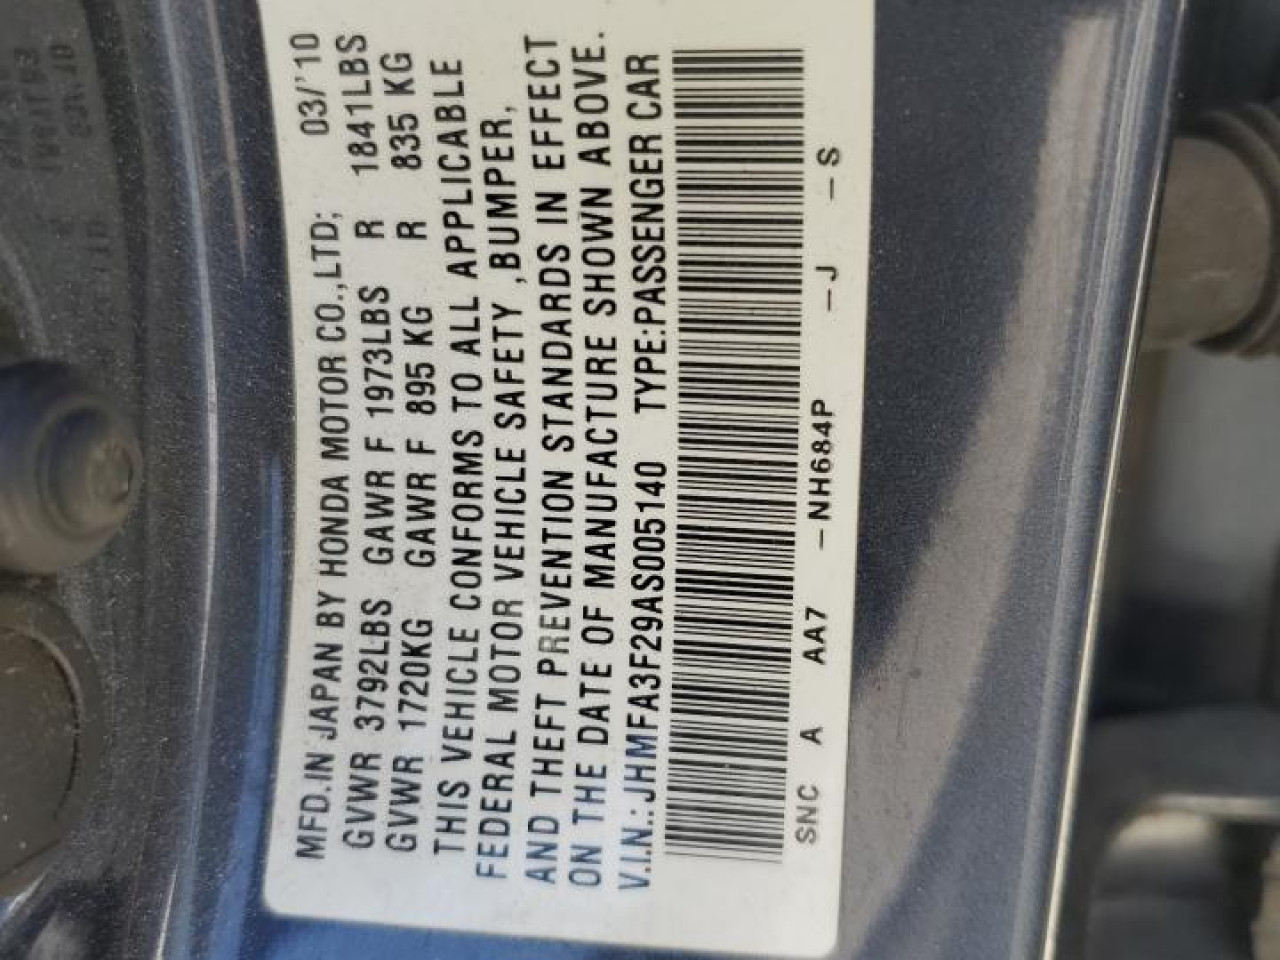 MFD.IN JAPAN BY HONDA MOTOR CO.,LTD; 03/'10
GVWR 3792LBS GAWR F 1973LBS R 1841LBS
GVWR 1720KG GAWR F 895 KG R 835 KG
THIS VEHICLE CONFORMS TO ALL APPLICABLE
FEDERAL MOTOR VEHICLE SAFETY ,BUMPER,
AND THEFT PREVENTION STANDARDS IN EFFECT
ON THE DATE OF MANUFACTURE SHOWN ABOVE.
V.I.N.:JHMFA3F29AS005140 TYPE:PASSENGER CAR
SNC A AA7 –NH684P –J –S